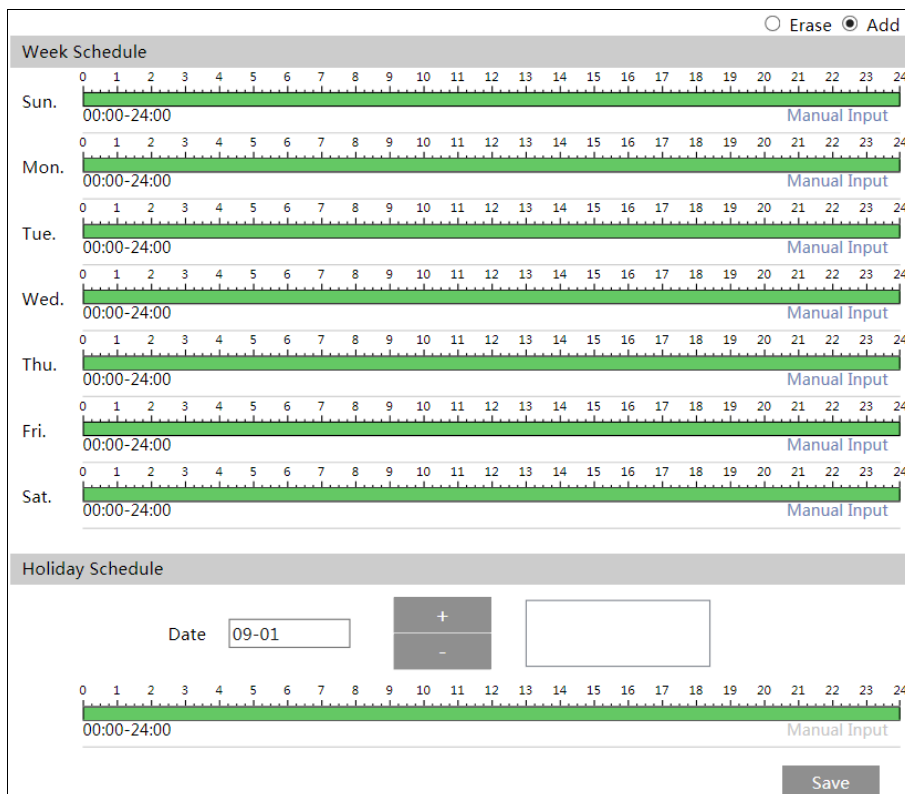 Erase Add
Week Schedule
0 1 2 3 4 5 6 7 8 9 10 11 12 13 14 15 16 17 18 19 20 21 22 23 24
Sun.
00:00-24:00 Manual Input
0 1 2 3 4 5 6 7 8 9 10 11 12 13 14 15 16 17 18 19 20 21 22 23 24
Mon.
00:00-24:00 Manual Input
0 1 2 3 4 5 6 7 8 9 10 11 12 13 14 15 16 17 18 19 20 21 22 23 24
Tue.
00:00-24:00 Manual Input
0 1 2 3 4 5 6 7 8 9 10 11 12 13 14 15 16 17 18 19 20 21 22 23 24
Wed.
00:00-24:00 Manual Input
0 1 2 3 4 5 6 7 8 9 10 11 12 13 14 15 16 17 18 19 20 21 22 23 24
Thu.
00:00-24:00 Manual Input
0 1 2 3 4 5 6 7 8 9 10 11 12 13 14 15 16 17 18 19 20 21 22 23 24
Fri.
00:00-24:00 Manual Input
0 1 2 3 4 5 6 7 8 9 10 11 12 13 14 15 16 17 18 19 20 21 22 23 24
Sat.
00:00-24:00 Manual Input
Holiday Schedule
+
Date 09-01
-
0 1 2 3 4 5 6 7 8 9 10 11 12 13 14 15 16 17 18 19 20 21 22 23 24
00:00-24:00 Manual Input
Save